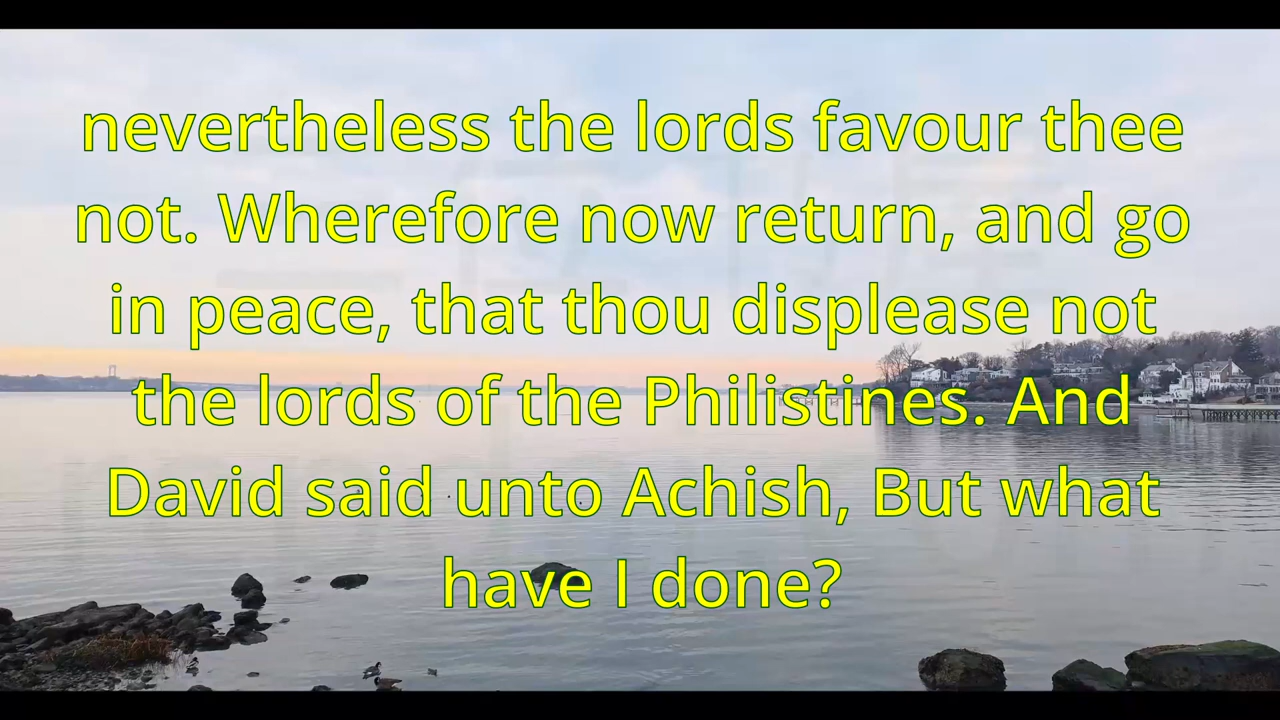 nevertheless the lords favour thee
not. Wherefore now return, and go
in peace, that thou displease not
the lords of the Philistines. And
David said unto Achish, But what
have I done?